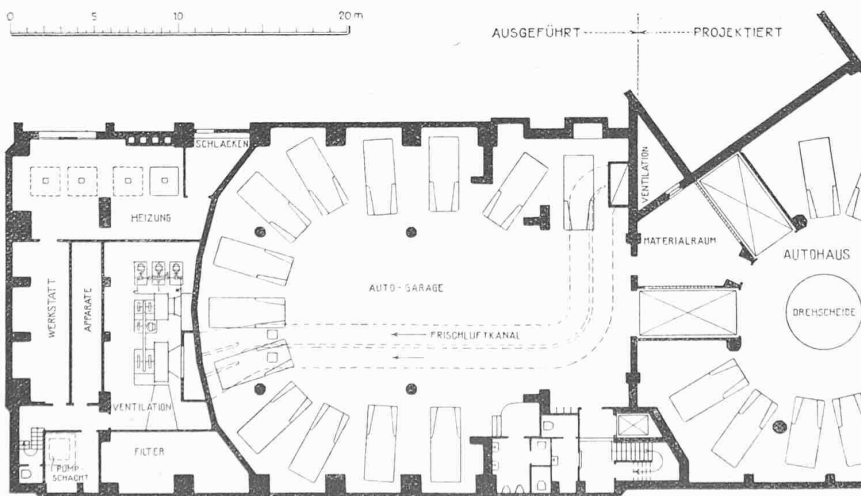 0 5 10 20 m
AUSGEFÜHRT PROJEKTIERT
SCHLACKEN
HEIZUNG
VENTILATION
MATERIALRAUM
AUTOHAUS
WERKSTATT
APPARATE
AUTO-GARAGE
DREHSCHEIDE
FRISCHLUFTKANAL
VENTILATION
FILTER
PUMP
SCHACHT